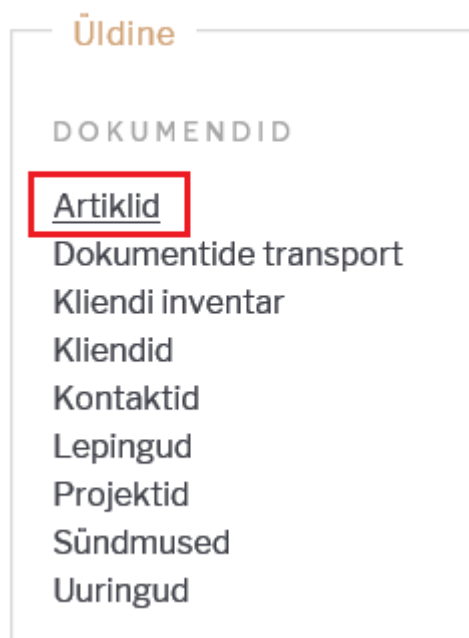 Üldine
DOKUMENDID
Artiklid
Dokumentide transport
Kliendi inventar
Kliendid
Kontaktid
Lepingud
Projektid
Sündmused
Uuringud